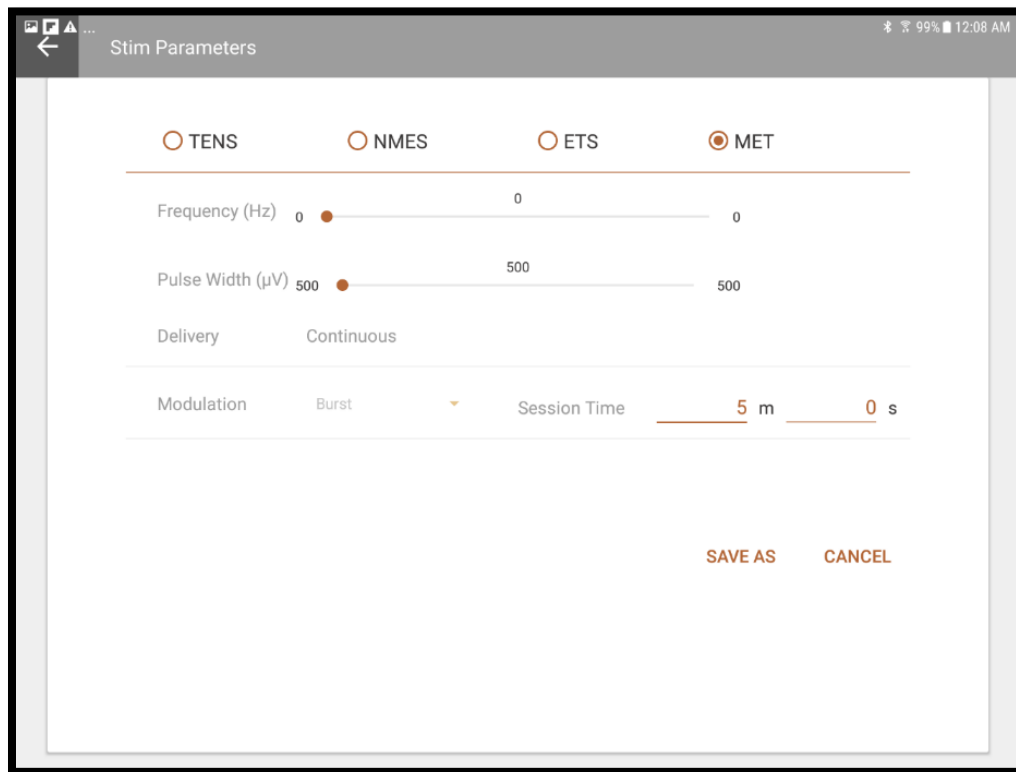 ... 99% 12:08 AM
Stim Parameters
TENS NMES ETS MET
0
Frequency (Hz) 0 0
500
Pulse Width (µV) 500 500
Delivery Continuous
Modulation Burst Session Time 5 m 0 s
SAVE AS CANCEL